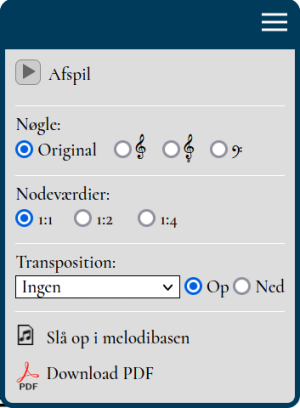 Afspil
Nøgle:
Original
Nodeværdier:
1:1 1:2 1:4
Transposition:
Ingen Op Ned
Slå op i melodibasen
PDF Download PDF